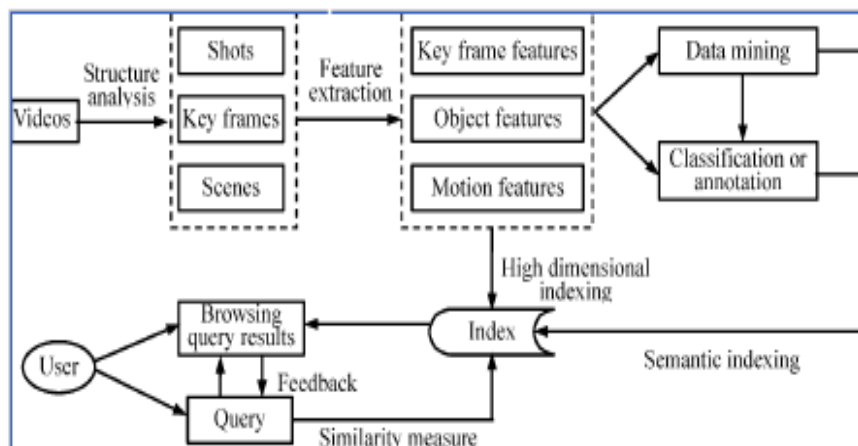 Shots
Key frame features
Data mining
Structure
analysis
Feature
extraction
Videos
Key frames
Object features
Classification or
annotation
Scenes
Motion features
High dimensional
indexing
Browsing
query results
Index
User
Semantic indexing
Feedback
Query
Similarity measure